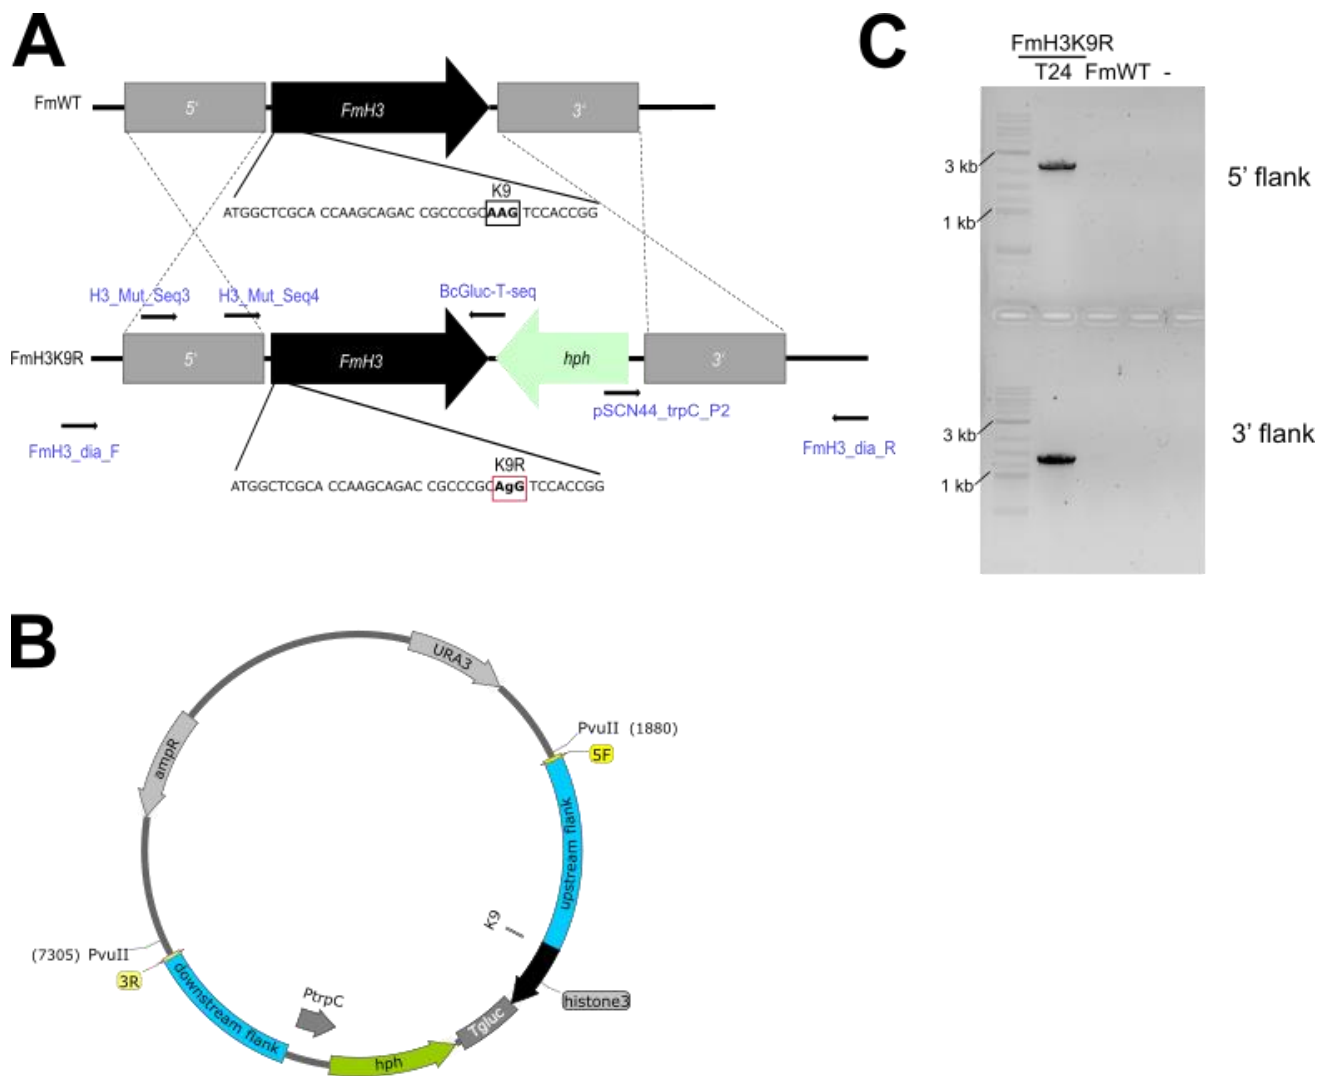 A
FmWT
5'
FmH3
3'
K9
ATGGCTCGCA CCAAGCAGAC CGCCCGCAAG TCCACCGG
H3_Mut_Seq3
H3_Mut_Seq4
BcGluc-T-seq
FmH3K9R
5'
FmH3
hph
3'
pSCN44_trpC_P2
FmH3_dia_F
FmH3_dia_R
K9R
ATGGCTCGCA CCAAGCAGAC CGCCCGCAgG TCCACCGG
B
URA3
PvuII (1880)
5F
ampR
upstream flank
K9
(7305) PvuII
3R
downstream flank
PtrpC
histone3
Tgluc
hph
C
FmH3K9R
T24 FmWT -
3 kb
5' flank
1 kb
3 kb
3' flank
1 kb